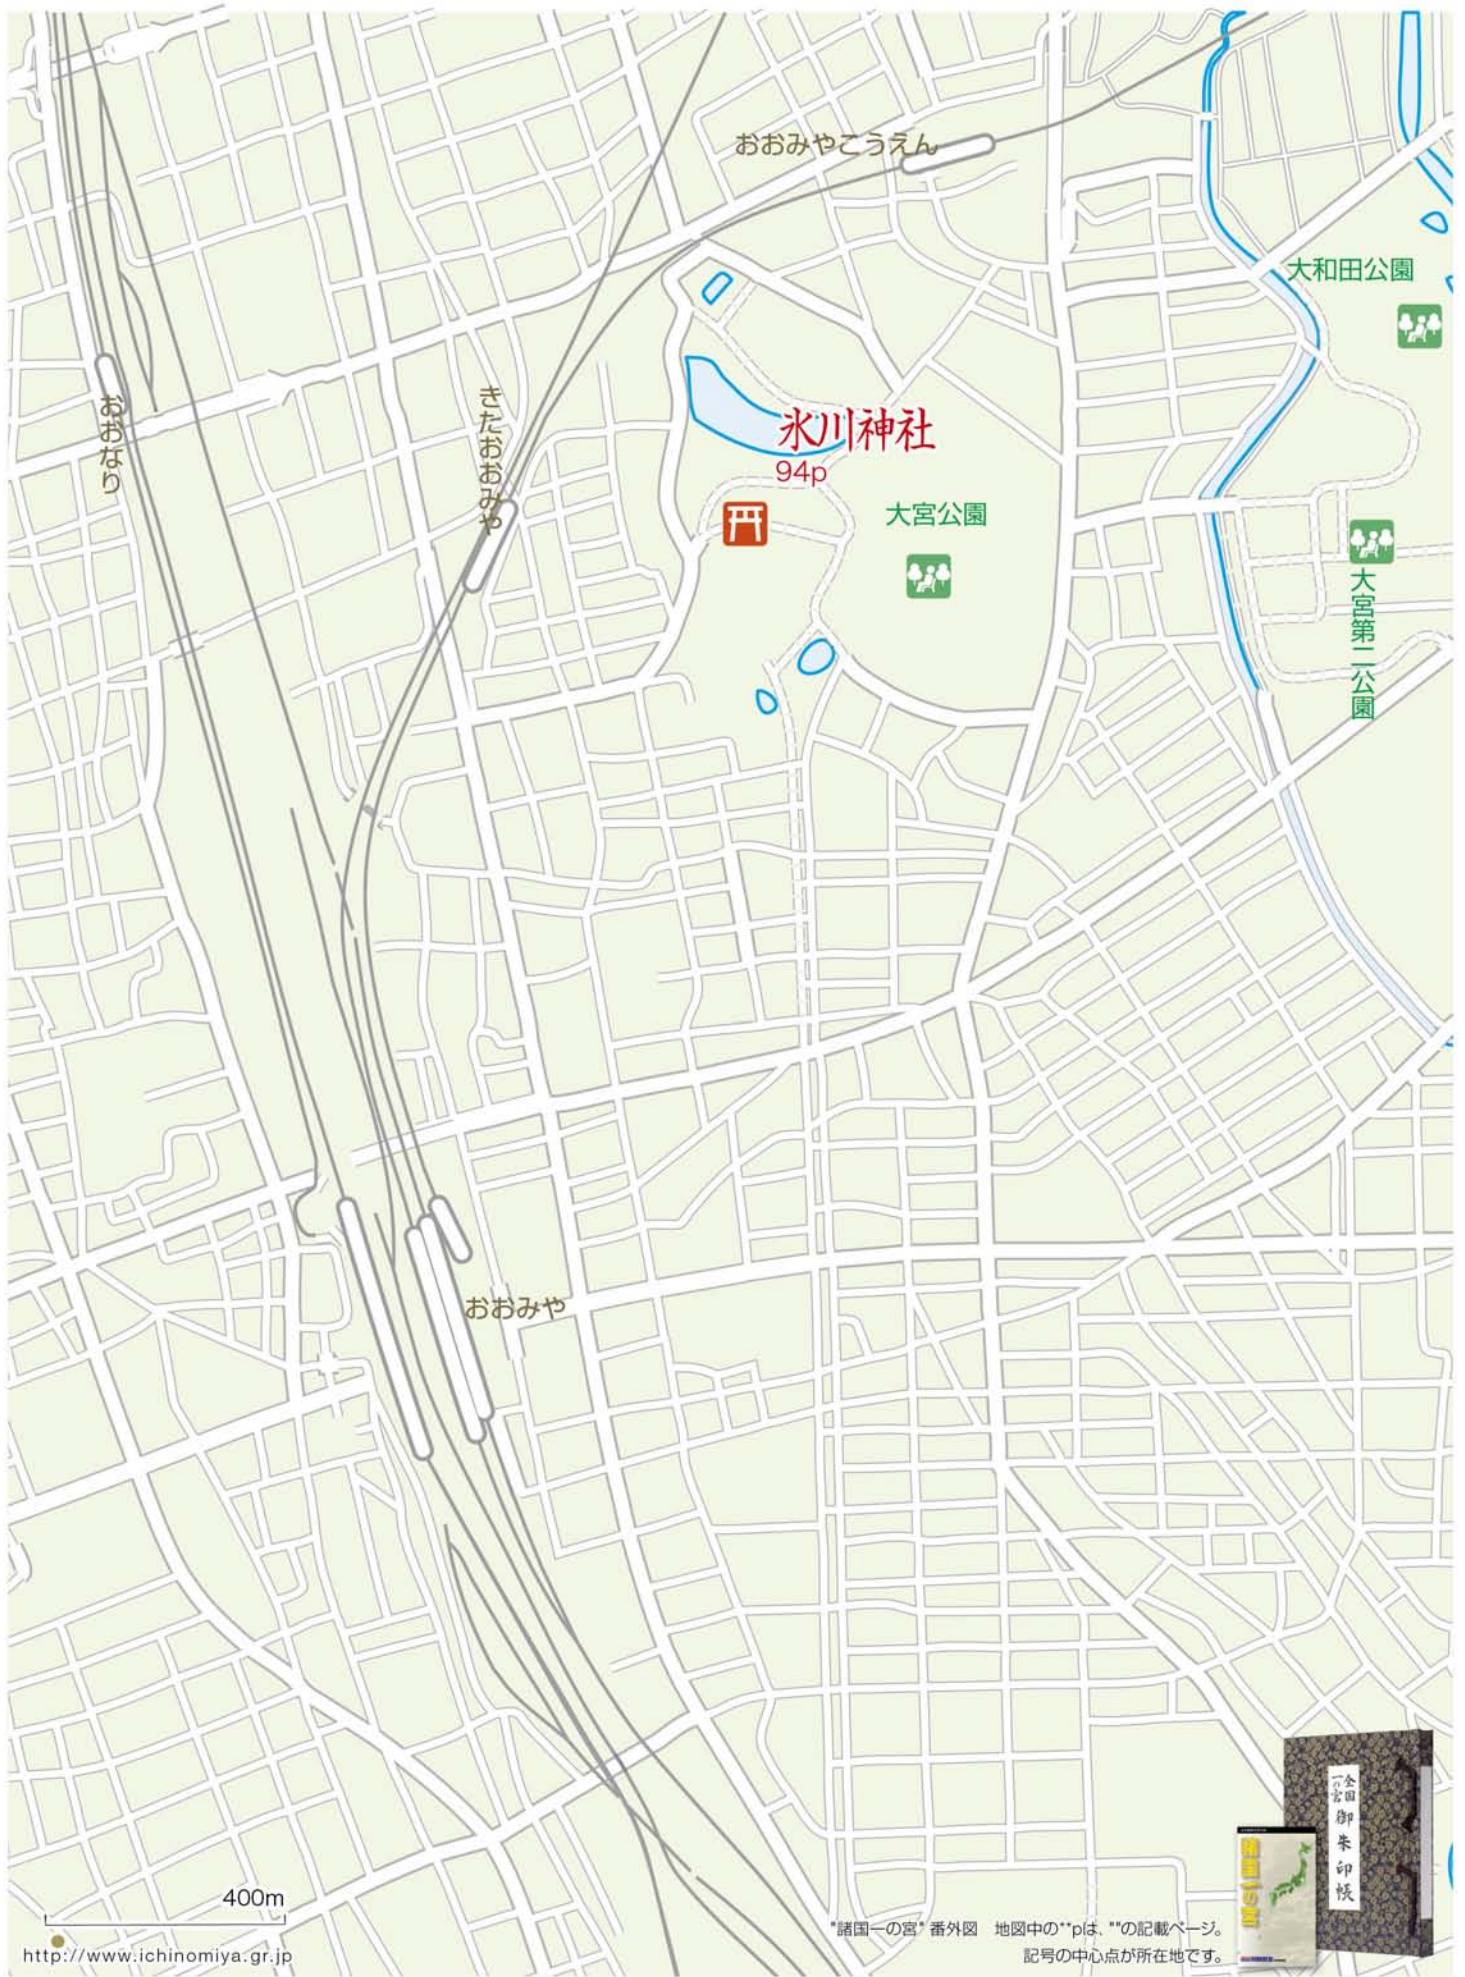 おおみやこうえん
大和田公園
おおなり
きたおおみや
氷川神社
94p
大宮公園
大宮第二公園
おおみや
全国
一の宮
御朱印帳
諸国一の宮
400m
http://www.ichinomiya.gr.jp
"諸国一の宮"番外図　地図中の**pは、""の記載ページ。
記号の中心点が所在地です。